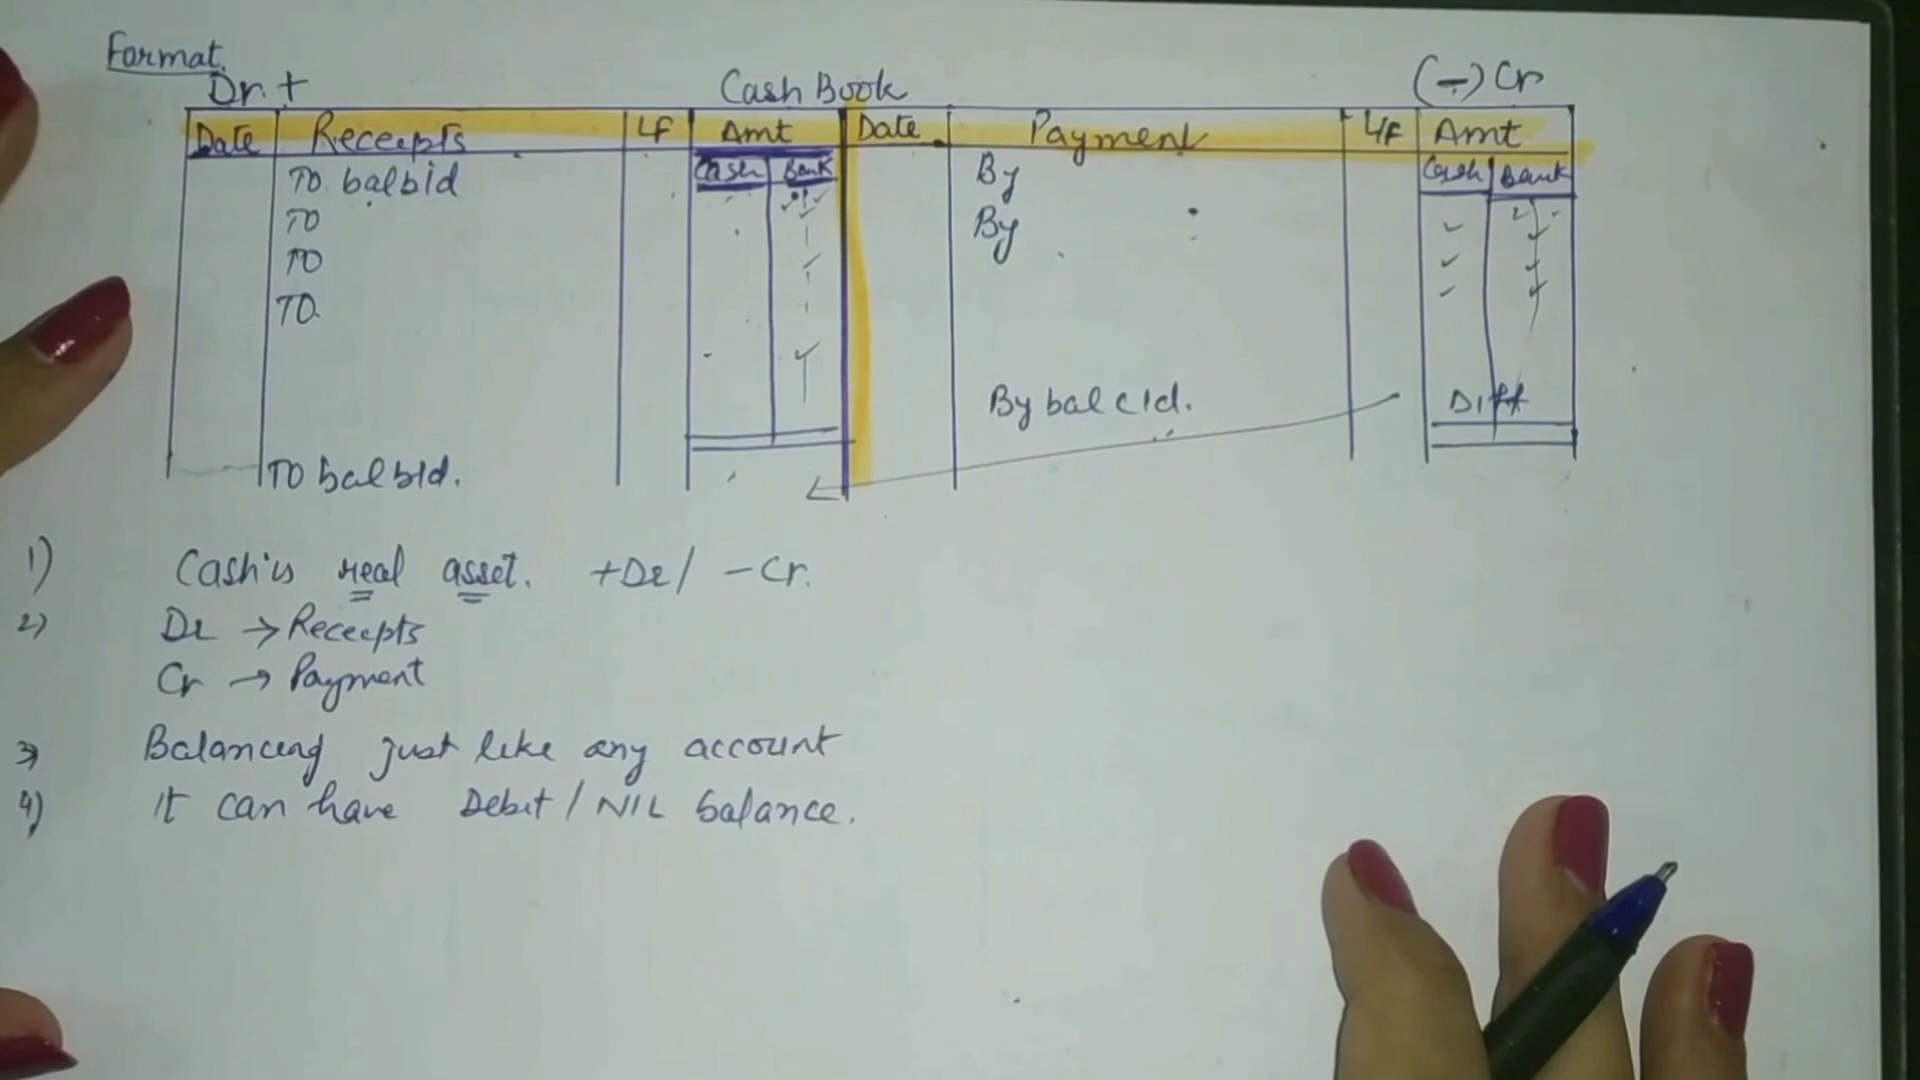 Format.
Dr. + Cash Book (-) Cr
Date Receipts LF Amt Date Payment L/F Amt
Cash Bank Cash Bank
TO bal b/d By
TO By
TO
TO.
By bal c/d. Diff
TO bal b/d.
1) Cash is real asset. +Dr/ -Cr.
2) Dr → Receipts
Cr → Payment
3) Balancing just like any account
4) It can have Debit / NIL balance.